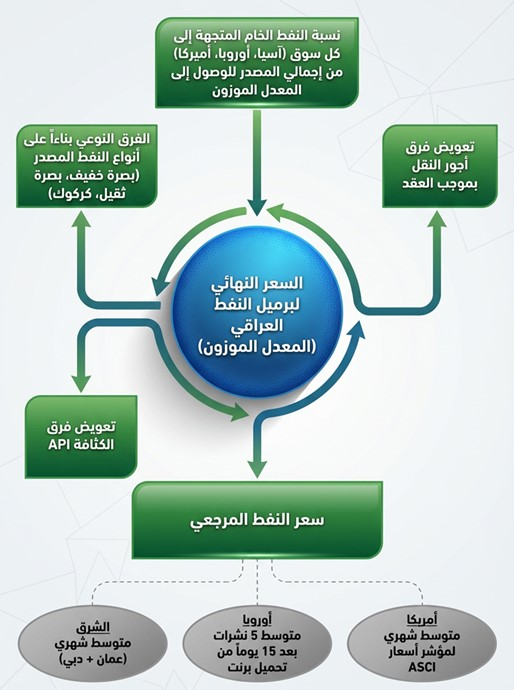 نسبة النفط الخام المتجهة إلى
كل سوق (آسيا، أوروبا، أميركا)
من إجمالي المصدر للوصول إلى
المعدل الموزون
تعويض فرق
أجور النقل
بموجب العقد
الفرق النوعي بناءاً على
أنواع النفط المصدر
(بصرة خفيف، بصرة
ثقيل، كركوك)
السعر النهائي
لبرميل النفط
العراقي
(المعدل الموزون)
تعويض فرق
الكثافة API
سعر النفط المرجعي
أمريكا
متوسط شهري
لمؤشر أسعار
ASCI
أوروبا
متوسط 5 نشرات
بعد 15 يوماً من
تحميل برنت
الشرق
متوسط شهري
(عمان + دبي)